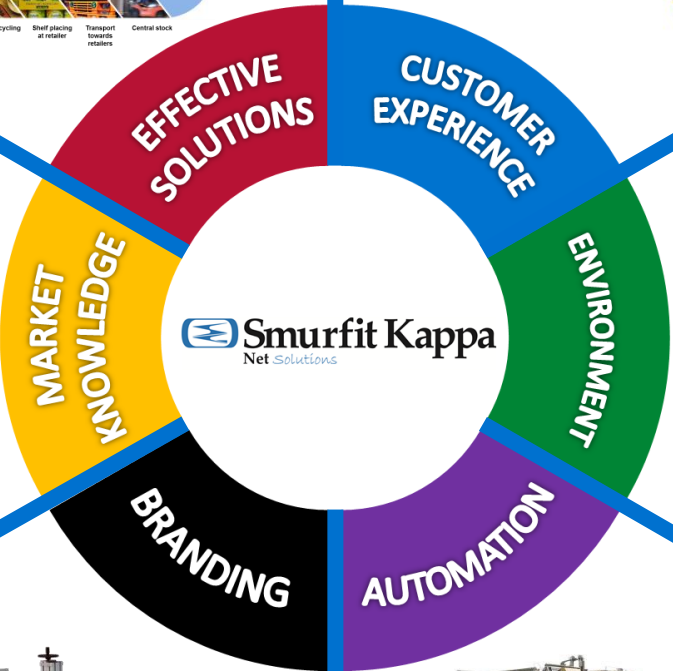 cycling
Shelf placing
at retailer
Transport
towards
retailers
Central stock
EFFECTIVE
SOLUTIONS
CUSTOMER
EXPERIENCE
MARKET
KNOWLEDGE
ENVIRONMENT
Smurfit Kappa
Net Solutions
BRANDING
AUTOMATION